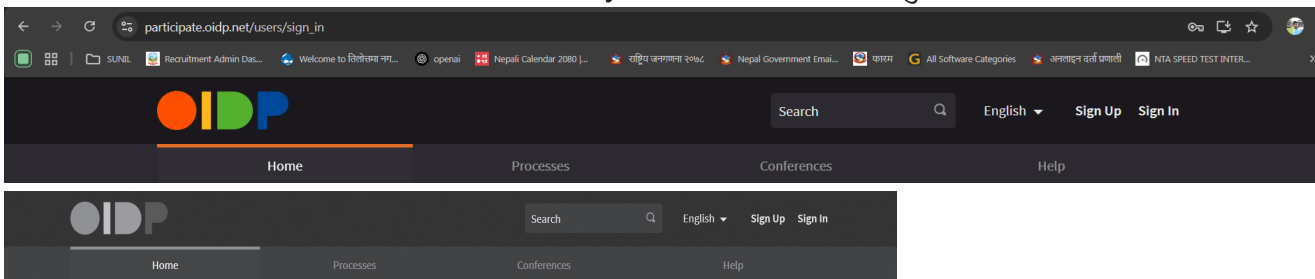 participate.oidp.net/users/sign_in
SUNIL Recruitment Admin Das... Welcome to तिलोत्तमा नग... openai Nepali Calendar 2080 |... राष्ट्रिय जनगणना २०७८ Nepal Government Emai... फारम All Software Categories अनलाइन दर्ता प्रणाली NTA SPEED TEST INTER...
OIDP Search English Sign Up Sign In
Home Processes Conferences Help
OIDP Search English Sign Up Sign In
Home Processes Conferences Help